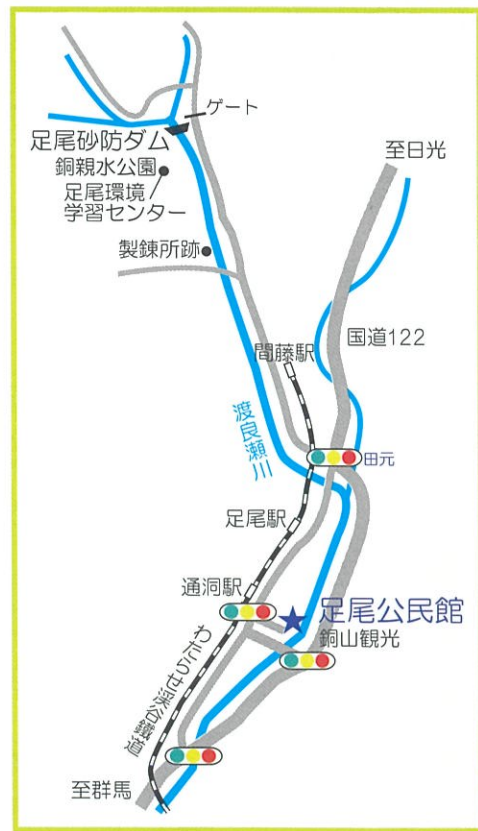 ゲート
足尾砂防ダム
銅親水公園
足尾環境
学習センター
至日光
製錬所跡
国道122
間藤駅
渡良瀬川
田元
足尾駅
通洞駅
足尾公民館
銅山観光
わたらせ渓谷鐵道
至群馬